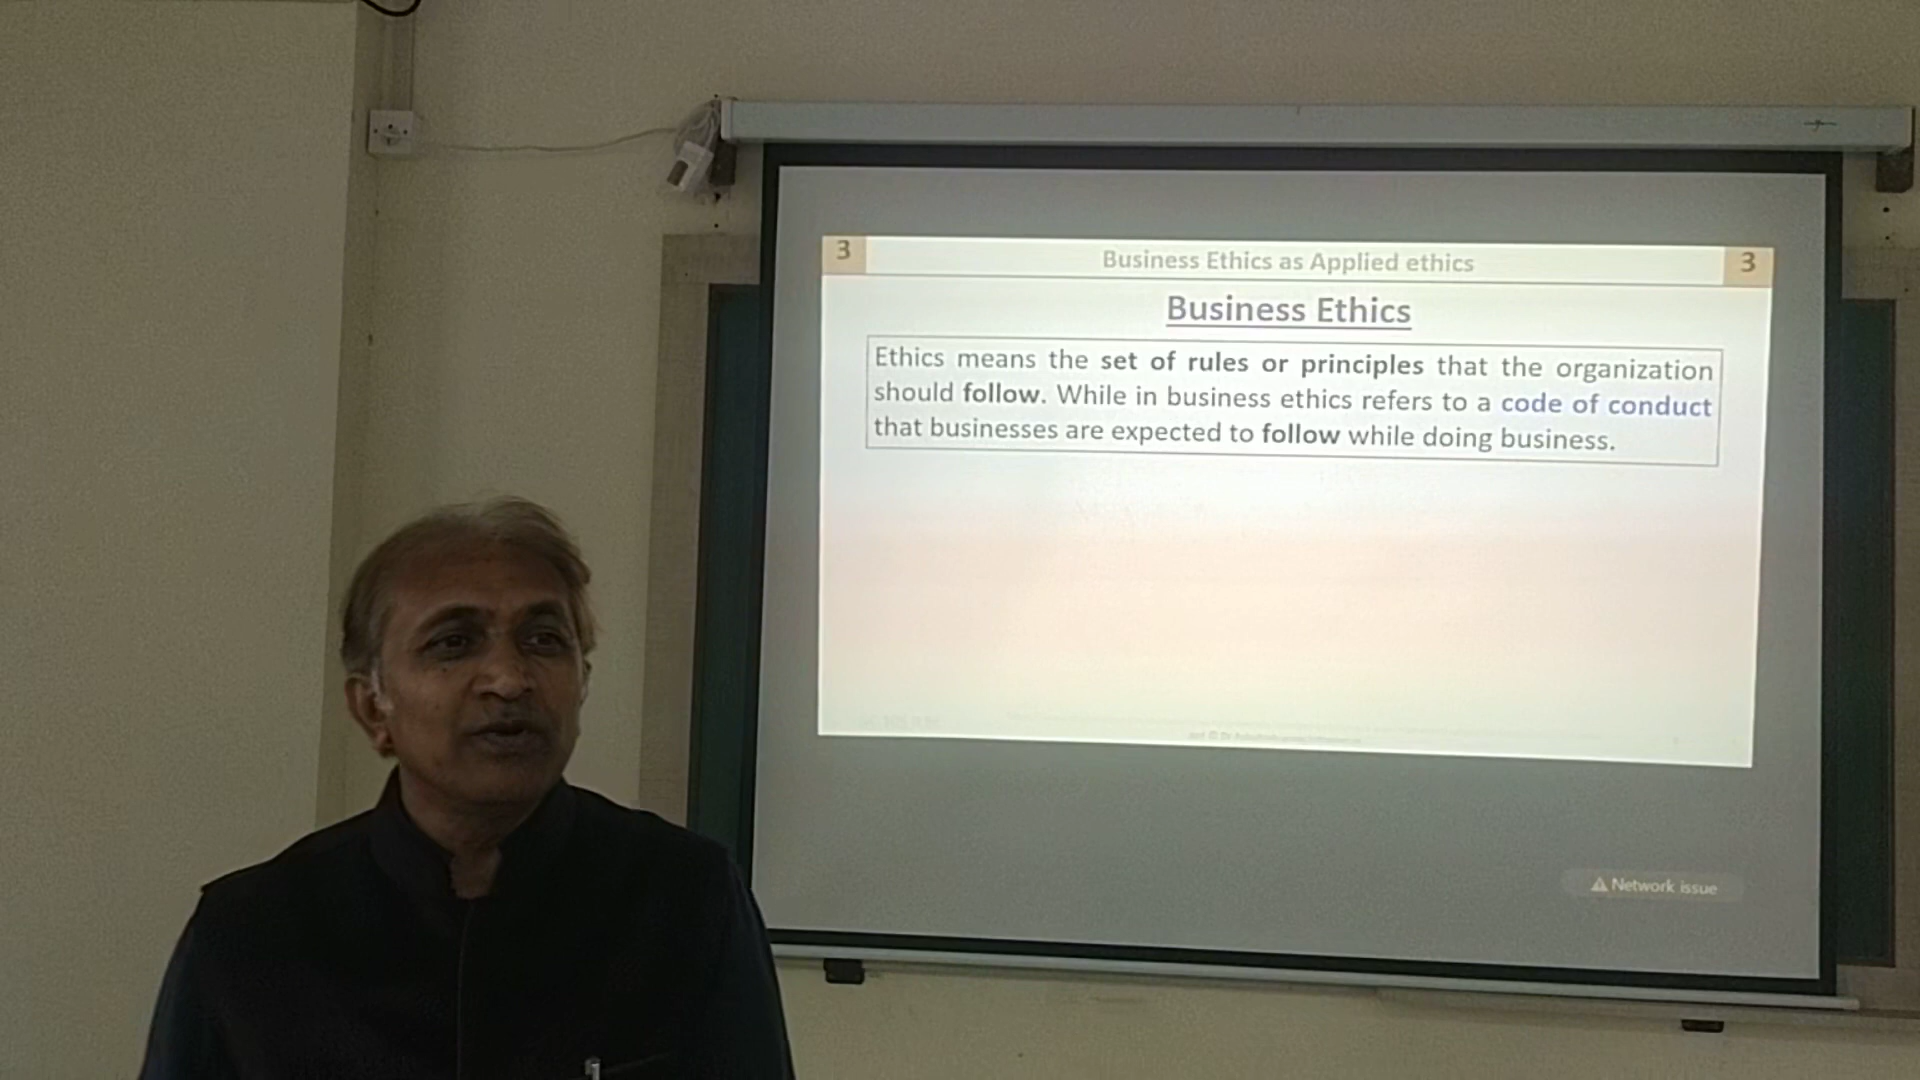 3 Business Ethics as Applied ethics 3
Business Ethics
Ethics means the set of rules or principles that the organization
should follow. While in business ethics refers to a code of conduct
that businesses are expected to follow while doing business.
Network issue